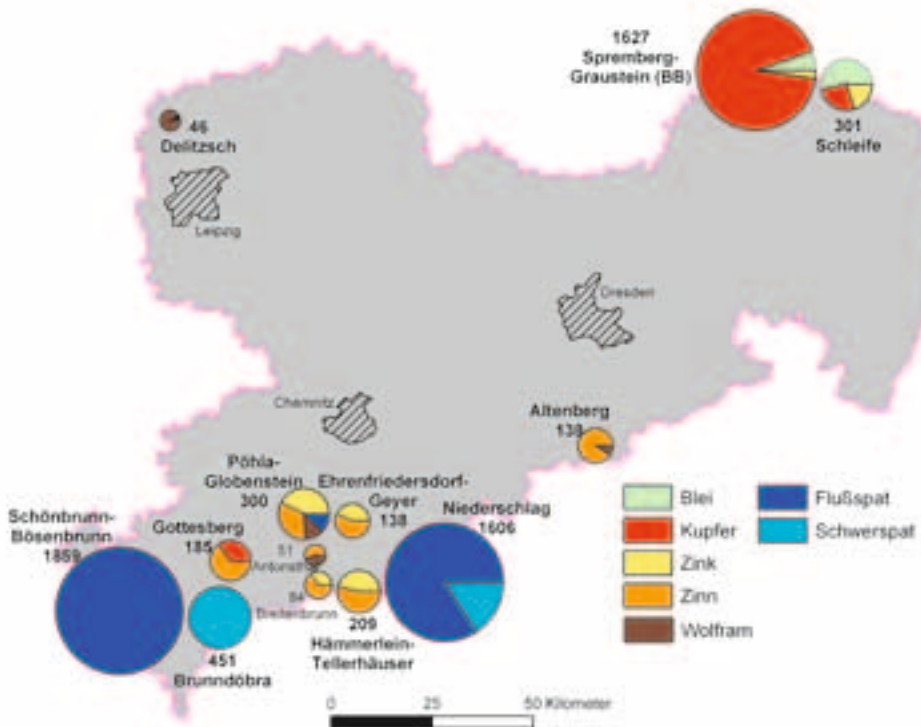 1627
Spremberg-
Graustein (BB)
301
Schleife
46
Delitzsch
Leipzig
Dresden
Chemnitz
Altenberg
138
Pöhla-
Globenstein
300
Ehrenfriedersdorf-
Geyer
138
Niederschlag
1606
Schönbrunn-
Bösenbrunn
1859
Gottesberg
185
51
84
Breitenbrunn
209
Hämmerlein-
Tellerhäuser
451
Brunndöbra
Blei
Kupfer
Zink
Zinn
Wolfram
Flußspat
Schwerspat
0 25 50 Kilometer